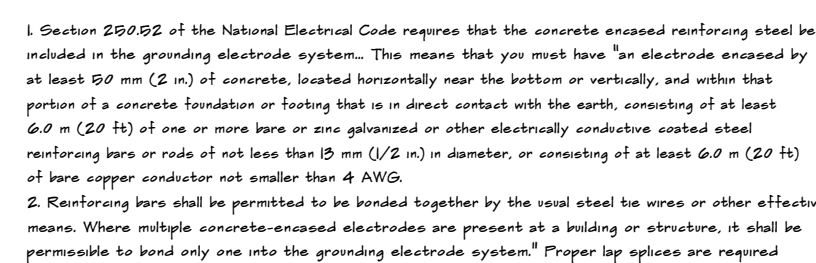 1. Section 250.52 of the National Electrical Code requires that the concrete encased reinforcing steel be
included in the grounding electrode system... This means that you must have "an electrode encased by
at least 50 mm (2 in.) of concrete, located horizontally near the bottom or vertically, and within that
portion of a concrete foundation or footing that is in direct contact with the earth, consisting of at least
6.0 m (20 ft) of one or more bare or zinc galvanized or other electrically conductive coated steel
reinforcing bars or rods of not less than 13 mm (1/2 in.) in diameter, or consisting of at least 6.0 m (20 ft)
of bare copper conductor not smaller than 4 AWG.
2. Reinforcing bars shall be permitted to be bonded together by the usual steel tie wires or other effectiv
means. Where multiple concrete-encased electrodes are present at a building or structure, it shall be
permissible to bond only one into the grounding electrode system." Proper lap splices are required